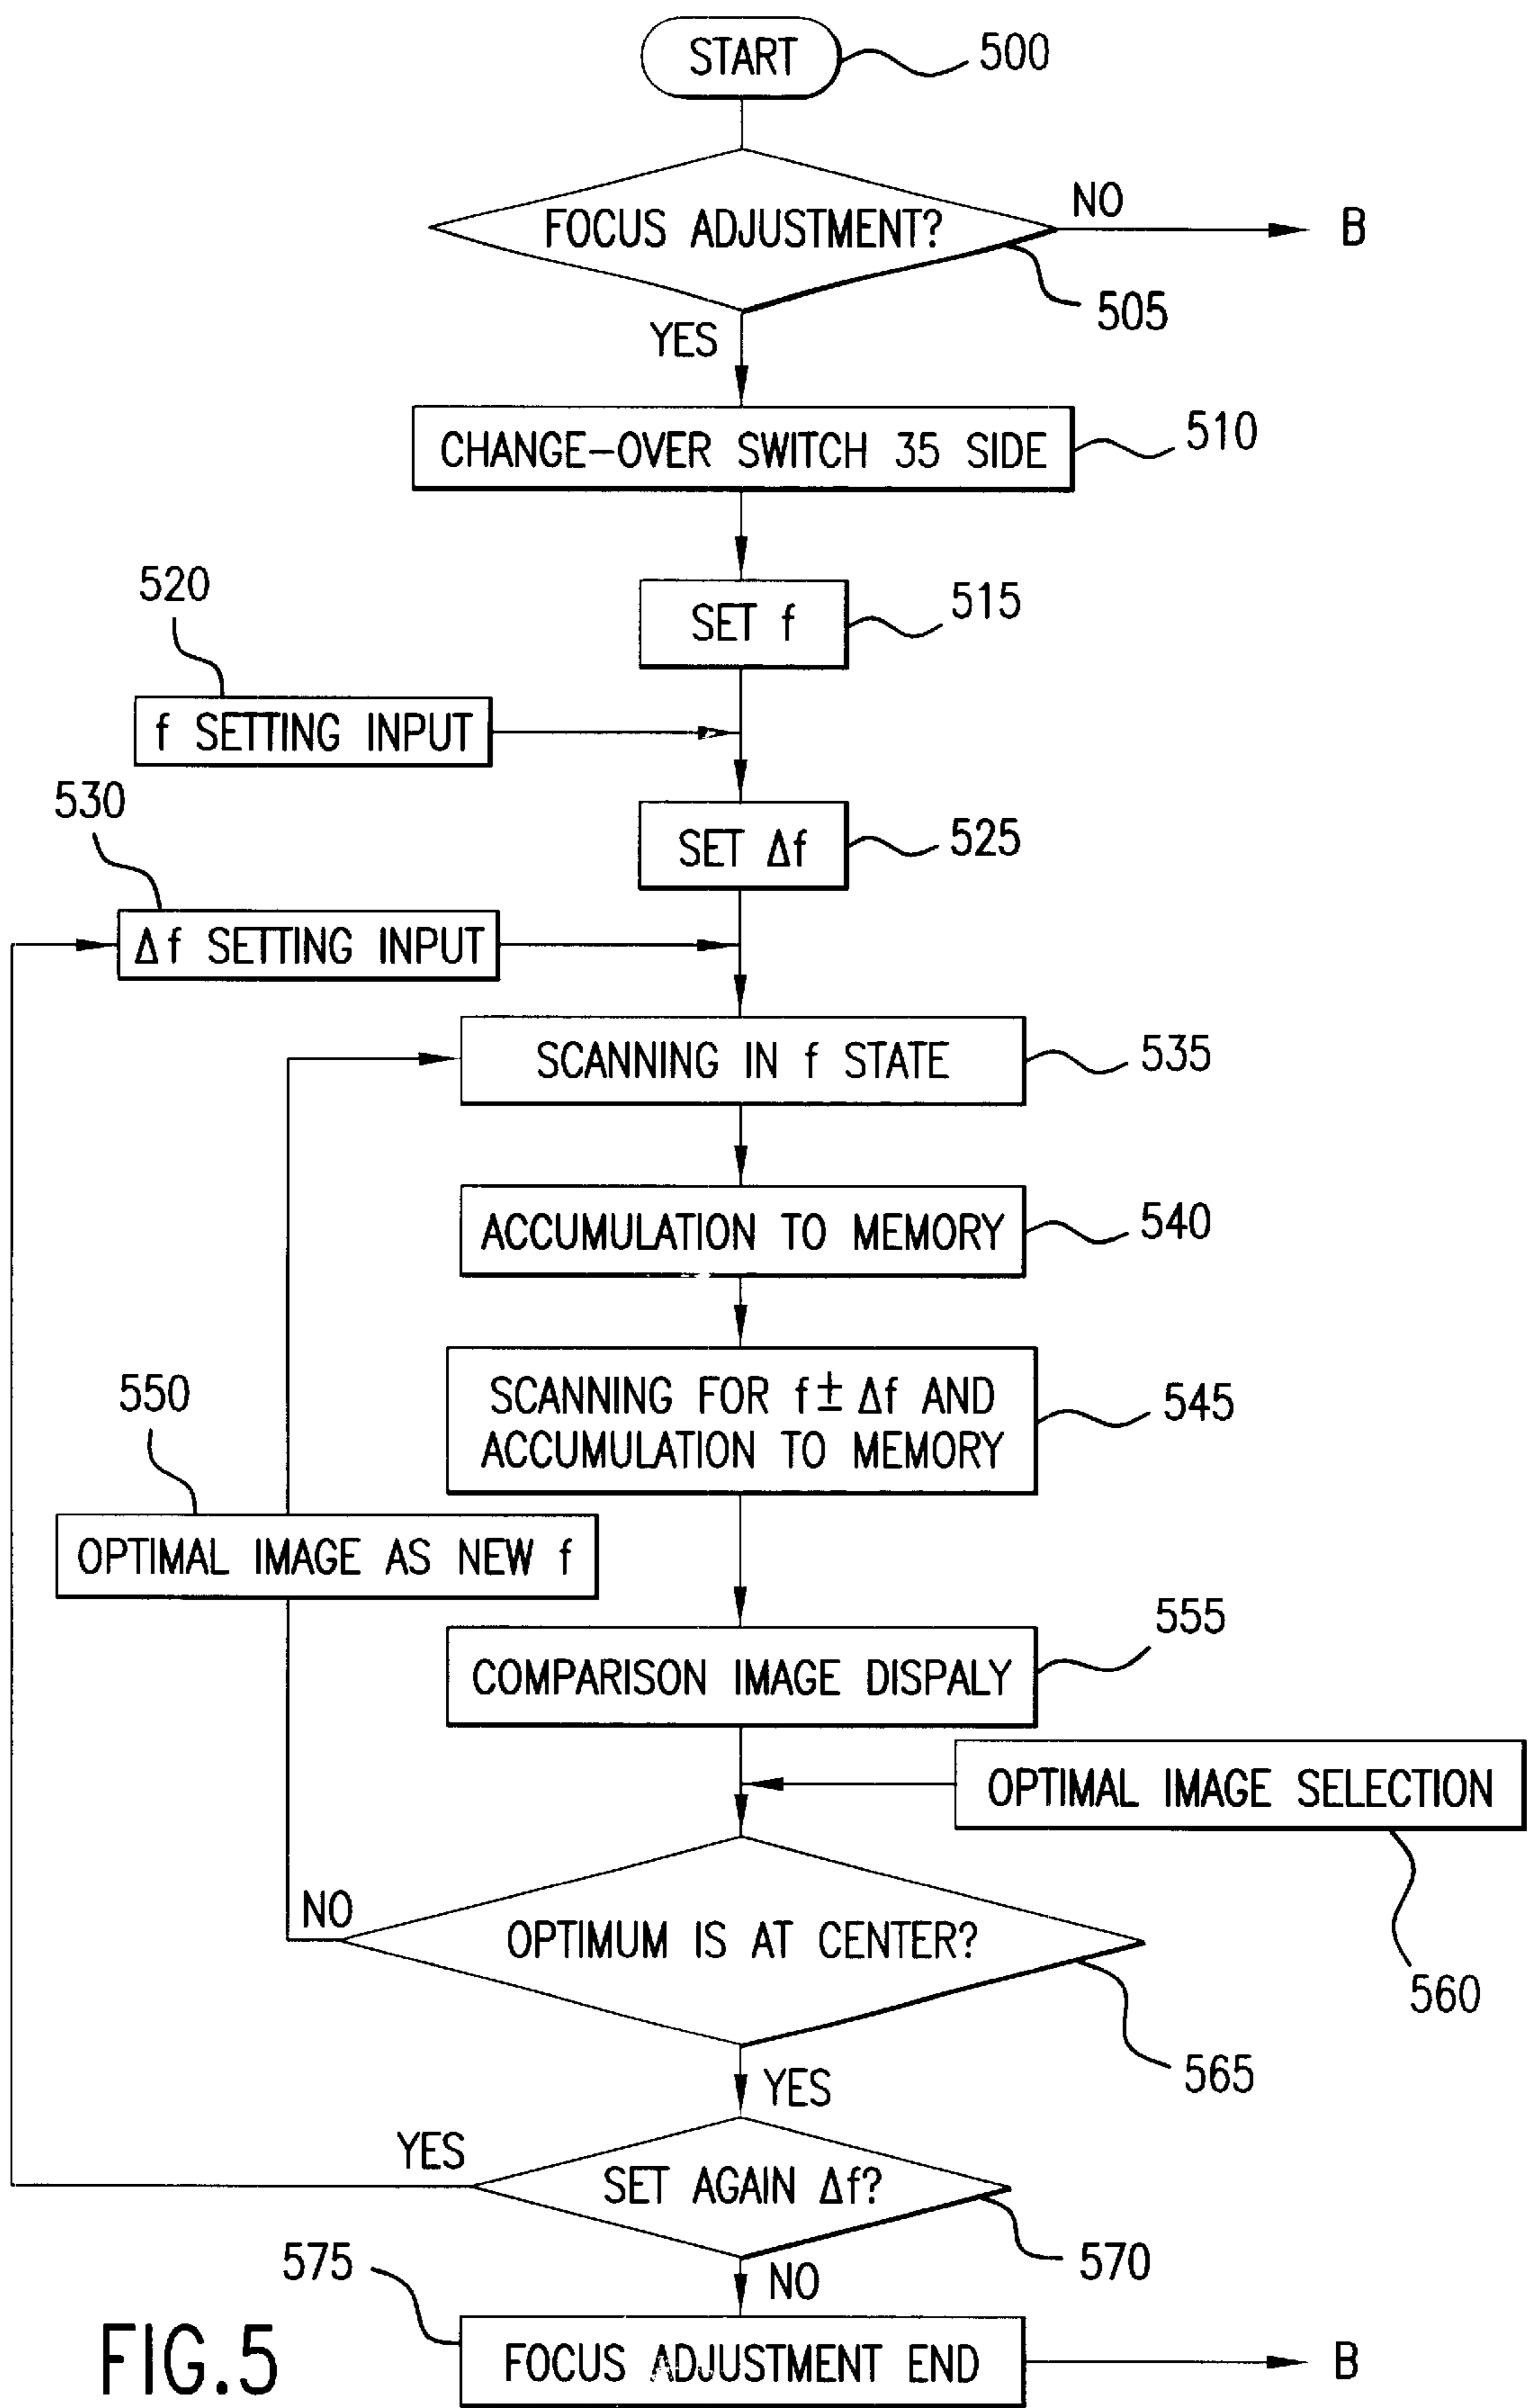 START
500
FOCUS ADJUSTMENT?
NO
B
505
YES
CHANGE-OVER SWITCH 35 SIDE
510
520
SET f
515
f SETTING INPUT
530
SET Δf
525
Δf SETTING INPUT
SCANNING IN f STATE
535
ACCUMULATION TO MEMORY
540
550
SCANNING FOR f± Δf AND
ACCUMULATION TO MEMORY
545
OPTIMAL IMAGE AS NEW f
555
COMPARISON IMAGE DISPALY
OPTIMAL IMAGE SELECTION
560
NO
OPTIMUM IS AT CENTER?
565
YES
YES
SET AGAIN Δf?
570
575
NO
FOCUS ADJUSTMENT END
B
FIG.5